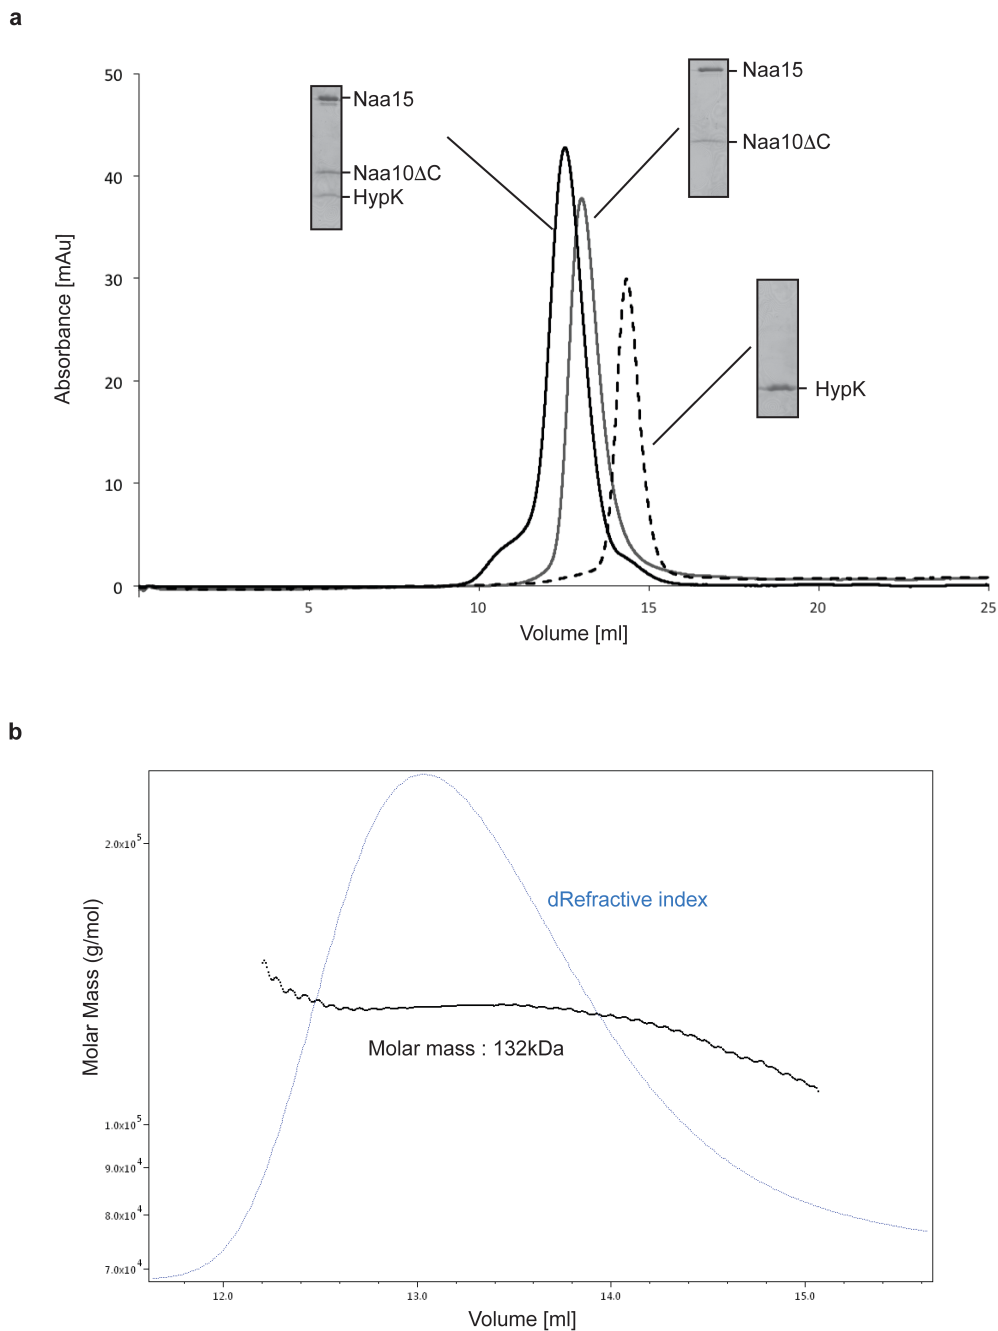 a
50
40
30
20
10
0
5
10
15
20
25
Absorbance [mAu]
Volume [ml]
Naa15
Naa10ΔC
HypK
Naa15
Naa10ΔC
HypK
b
2.0x10^5
1.0x10^5
9.0x10^4
8.0x10^4
7.0x10^4
Molar Mass (g/mol)
dRefractive index
Molar mass : 132kDa
12.0
13.0
14.0
15.0
Volume [ml]